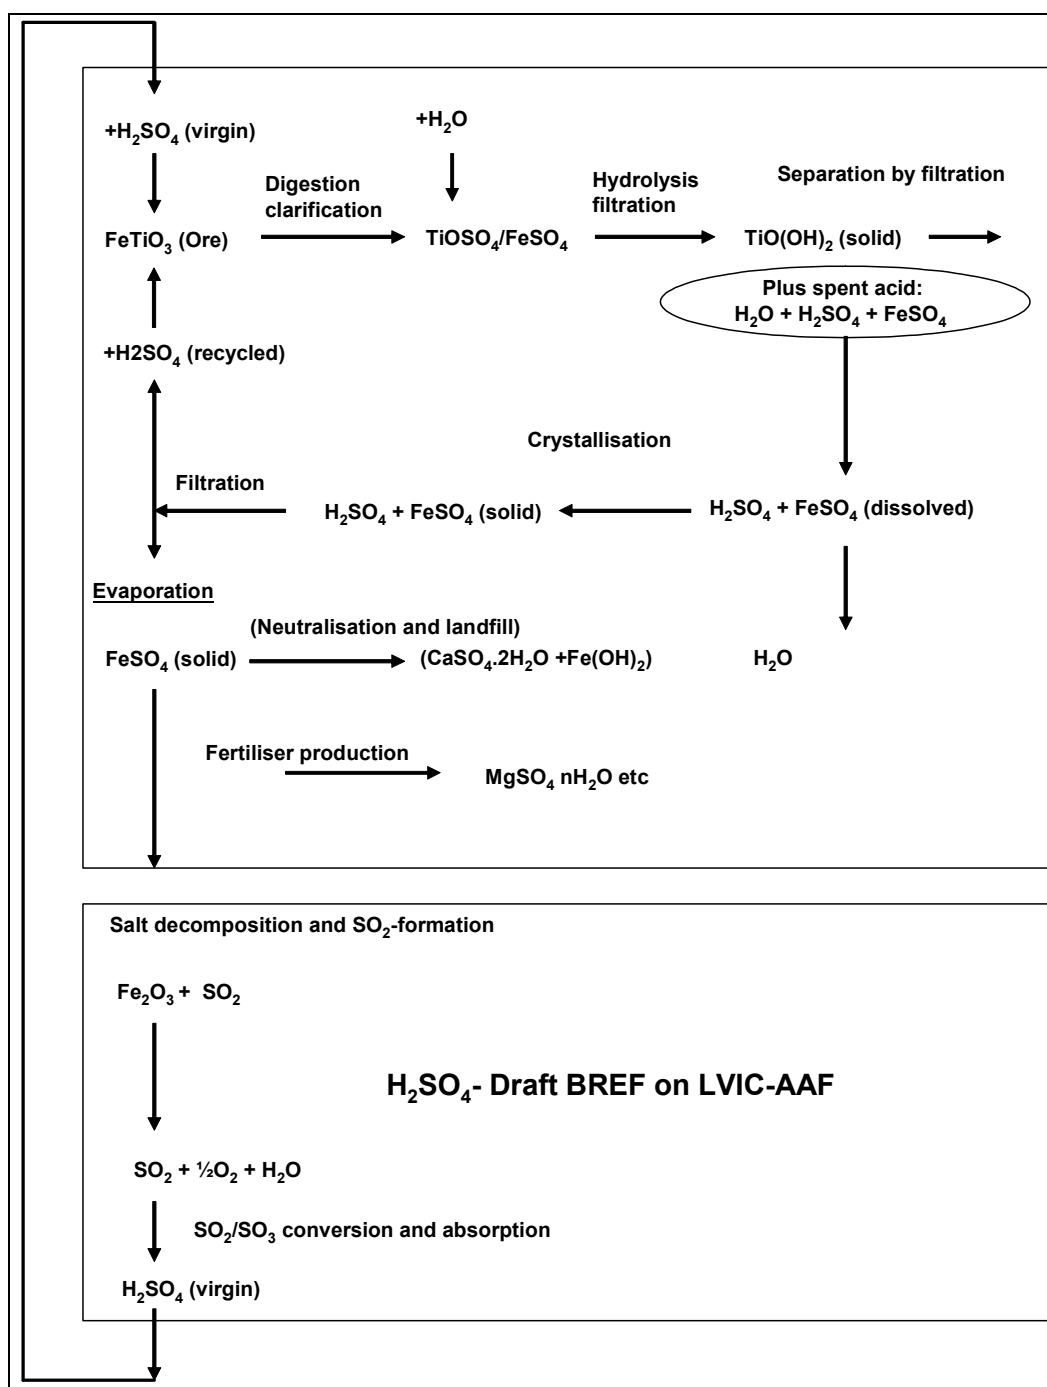 +H₂SO₄ (virgin)
+H₂O
Digestion
clarification
Hydrolysis
filtration
Separation by filtration
FeTiO₃ (Ore)
TiOSO₄/FeSO₄
TiO(OH)₂ (solid)
Plus spent acid:
H₂O + H₂SO₄ + FeSO₄
+H2SO₄ (recycled)
Crystallisation
Filtration
H₂SO₄ + FeSO₄ (solid)
H₂SO₄ + FeSO₄ (dissolved)
Evaporation
(Neutralisation and landfill)
FeSO₄ (solid)
(CaSO₄.2H₂O +Fe(OH)₂)
H₂O
Fertiliser production
MgSO₄ nH₂O etc
Salt decomposition and SO₂-formation
Fe₂O₃ + SO₂
H₂SO₄- Draft BREF on LVIC-AAF
SO₂ + ½O₂ + H₂O
SO₂/SO₃ conversion and absorption
H₂SO₄ (virgin)